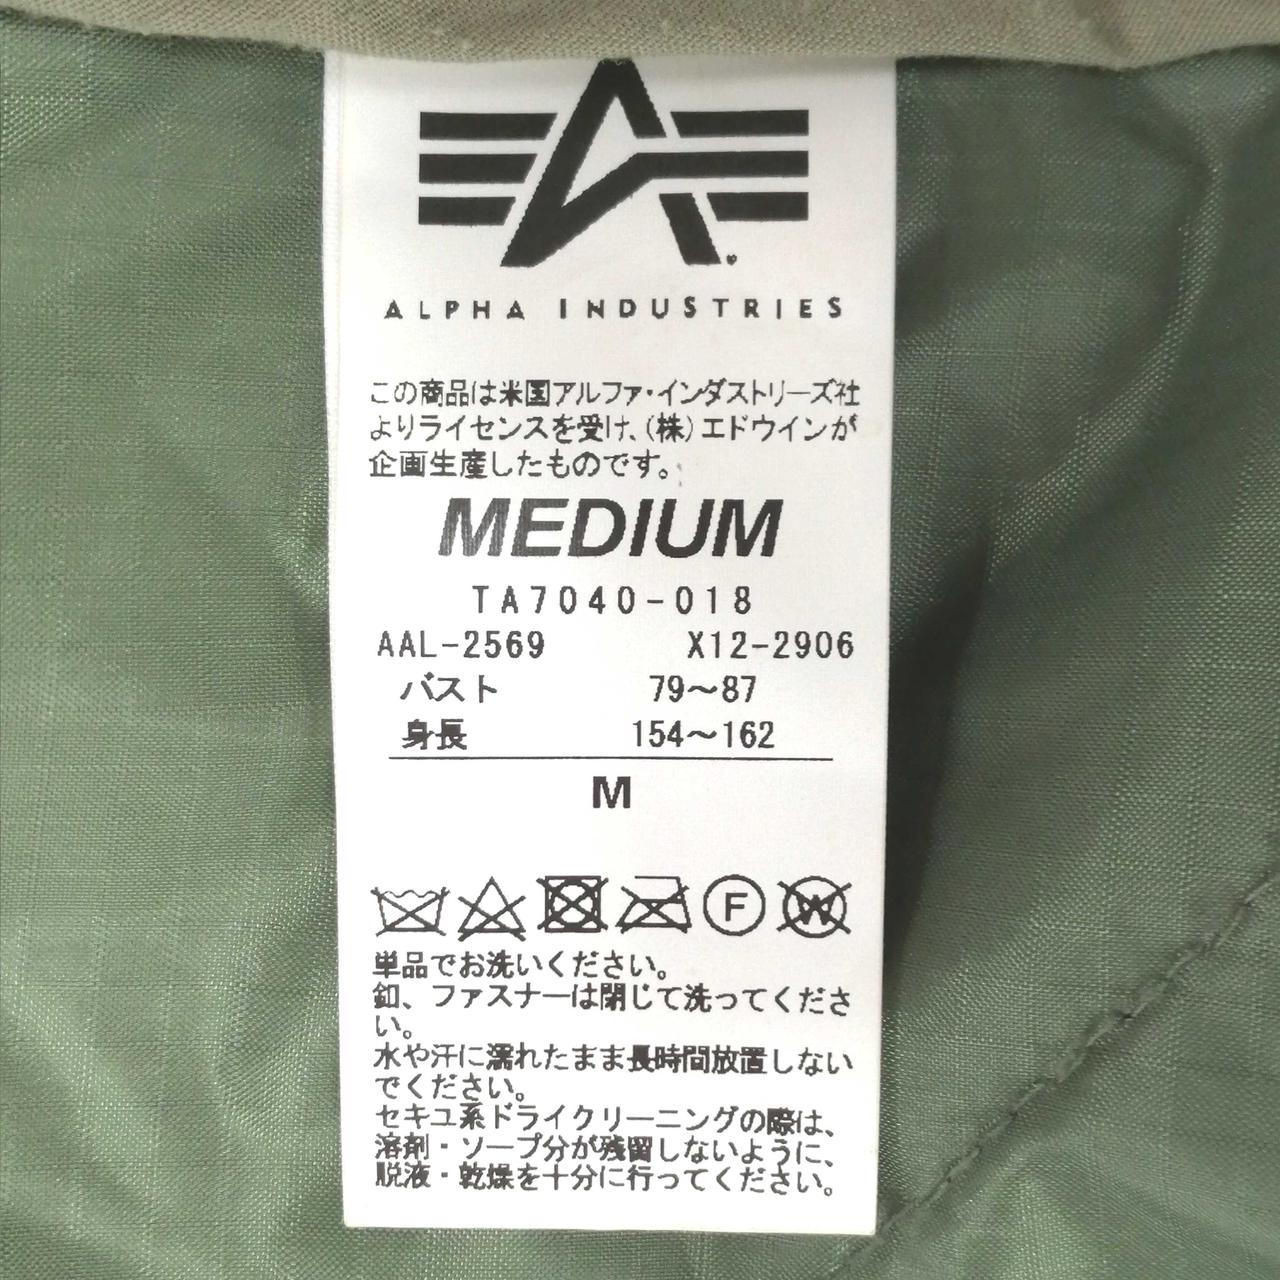 ALPHA INDUSTRIES
この商品は米国アルファ・インダストリーズ社
よりライセンスを受け、(株)エドウインが
企画生産したものです。
MEDIUM
TA7040-018
AAL-2569 X12-2906
バスト 79～87
身長 154～162
M
F W
単品でお洗いください。
釦、ファスナーは閉じて洗ってくださ
い。
水や汗に濡れたまま長時間放置しない
でください。
セキユ系ドライクリーニングの際は、
溶剤・ソープ分が残留しないように、
脱液・乾燥を十分に行ってください。